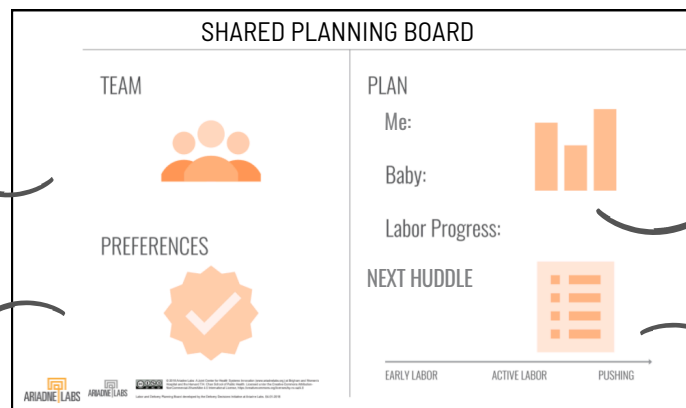 SHARED PLANNING BOARD
TEAM
PREFERENCES
PLAN
Me:
Baby:
Labor Progress:
NEXT HUDDLE
EARLY LABOR ACTIVE LABOR PUSHING
ARIADNE LABS
ARIADNE LABS